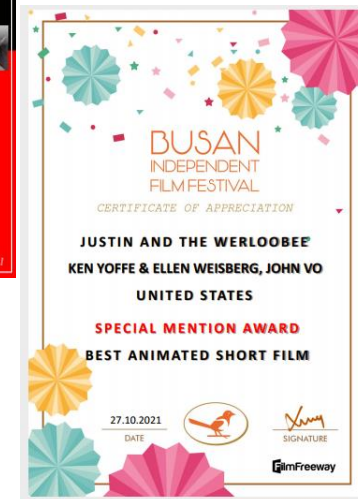 BUSAN
INDEPENDENT
FILM FESTIVAL
CERTIFICATE OF APPRECIATION
JUSTIN AND THE WERLOOBEE
KEN YOFFE & ELLEN WEISBERG, JOHN VO
UNITED STATES
SPECIAL MENTION AWARD
BEST ANIMATED SHORT FILM
27.10.2021
DATE
SIGNATURE
FilmFreeway